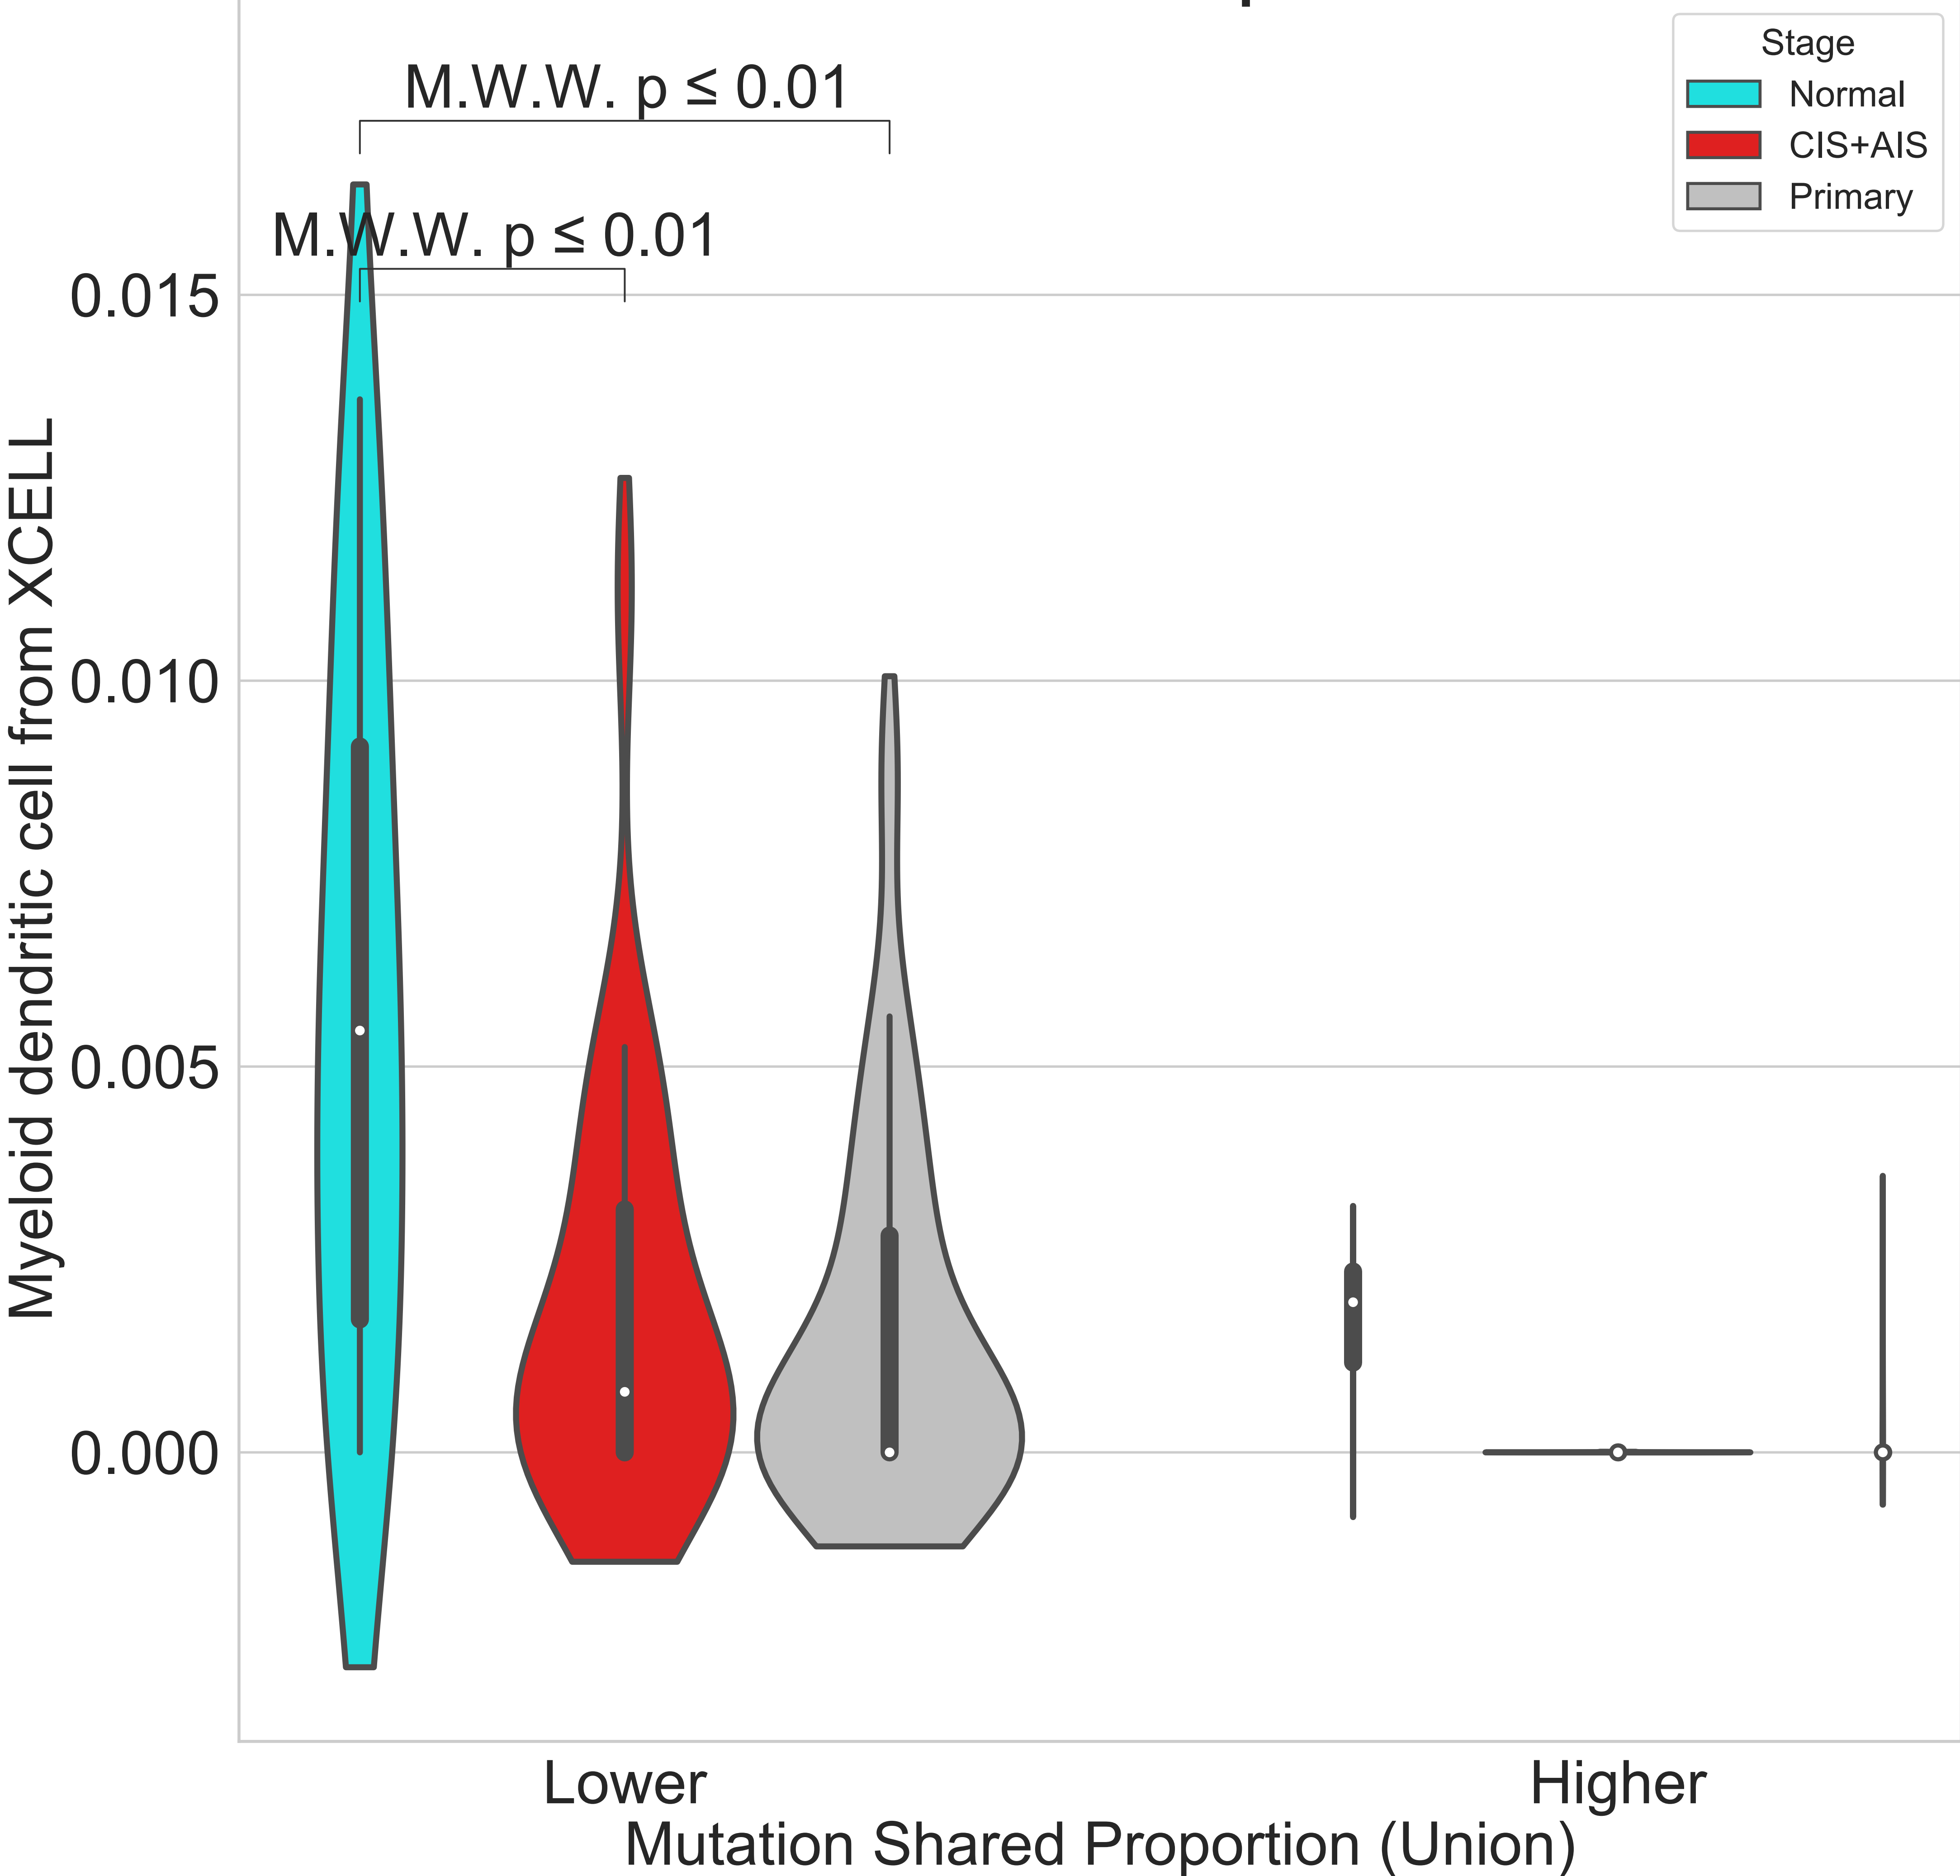 Stage
Normal
CIS+AIS
Primary
M.W.W. p ≤ 0.01
M.W.W. p ≤ 0.01
Myeloid dendritic cell from XCELL
0.015
0.010
0.005
0.000
Lower
Higher
Mutation Shared Proportion (Union)